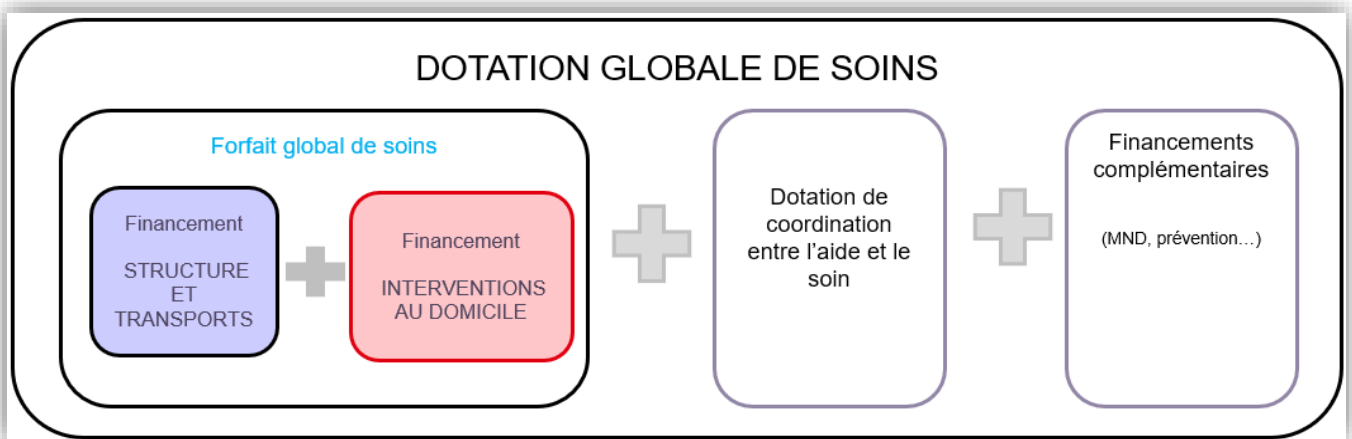 DOTATION GLOBALE DE SOINS
Forfait global de soins
Financement
STRUCTURE
ET
TRANSPORTS
Financement
INTERVENTIONS
AU DOMICILE
Dotation de
coordination
entre l'aide et le
soin
Financements
complémentaires
(MND, prévention…)